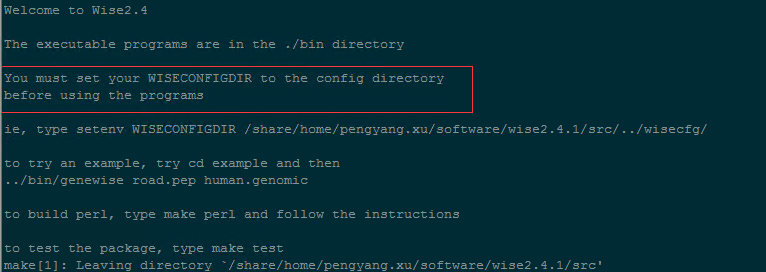 Welcome to Wise2.4
The executable programs are in the ./bin directory
You must set your WISECONFIGDIR to the config directory
before using the programs
ie, type setenv WISECONFIGDIR /share/home/pengyang.xu/software/wise2.4.1/src/../wisecfg/
to try an example, try cd example and then
../bin/genewise road.pep human.genomic
to build perl, type make perl and follow the instructions
to test the package, type make test
make[1]: Leaving directory `/share/home/pengyang.xu/software/wise2.4.1/src'